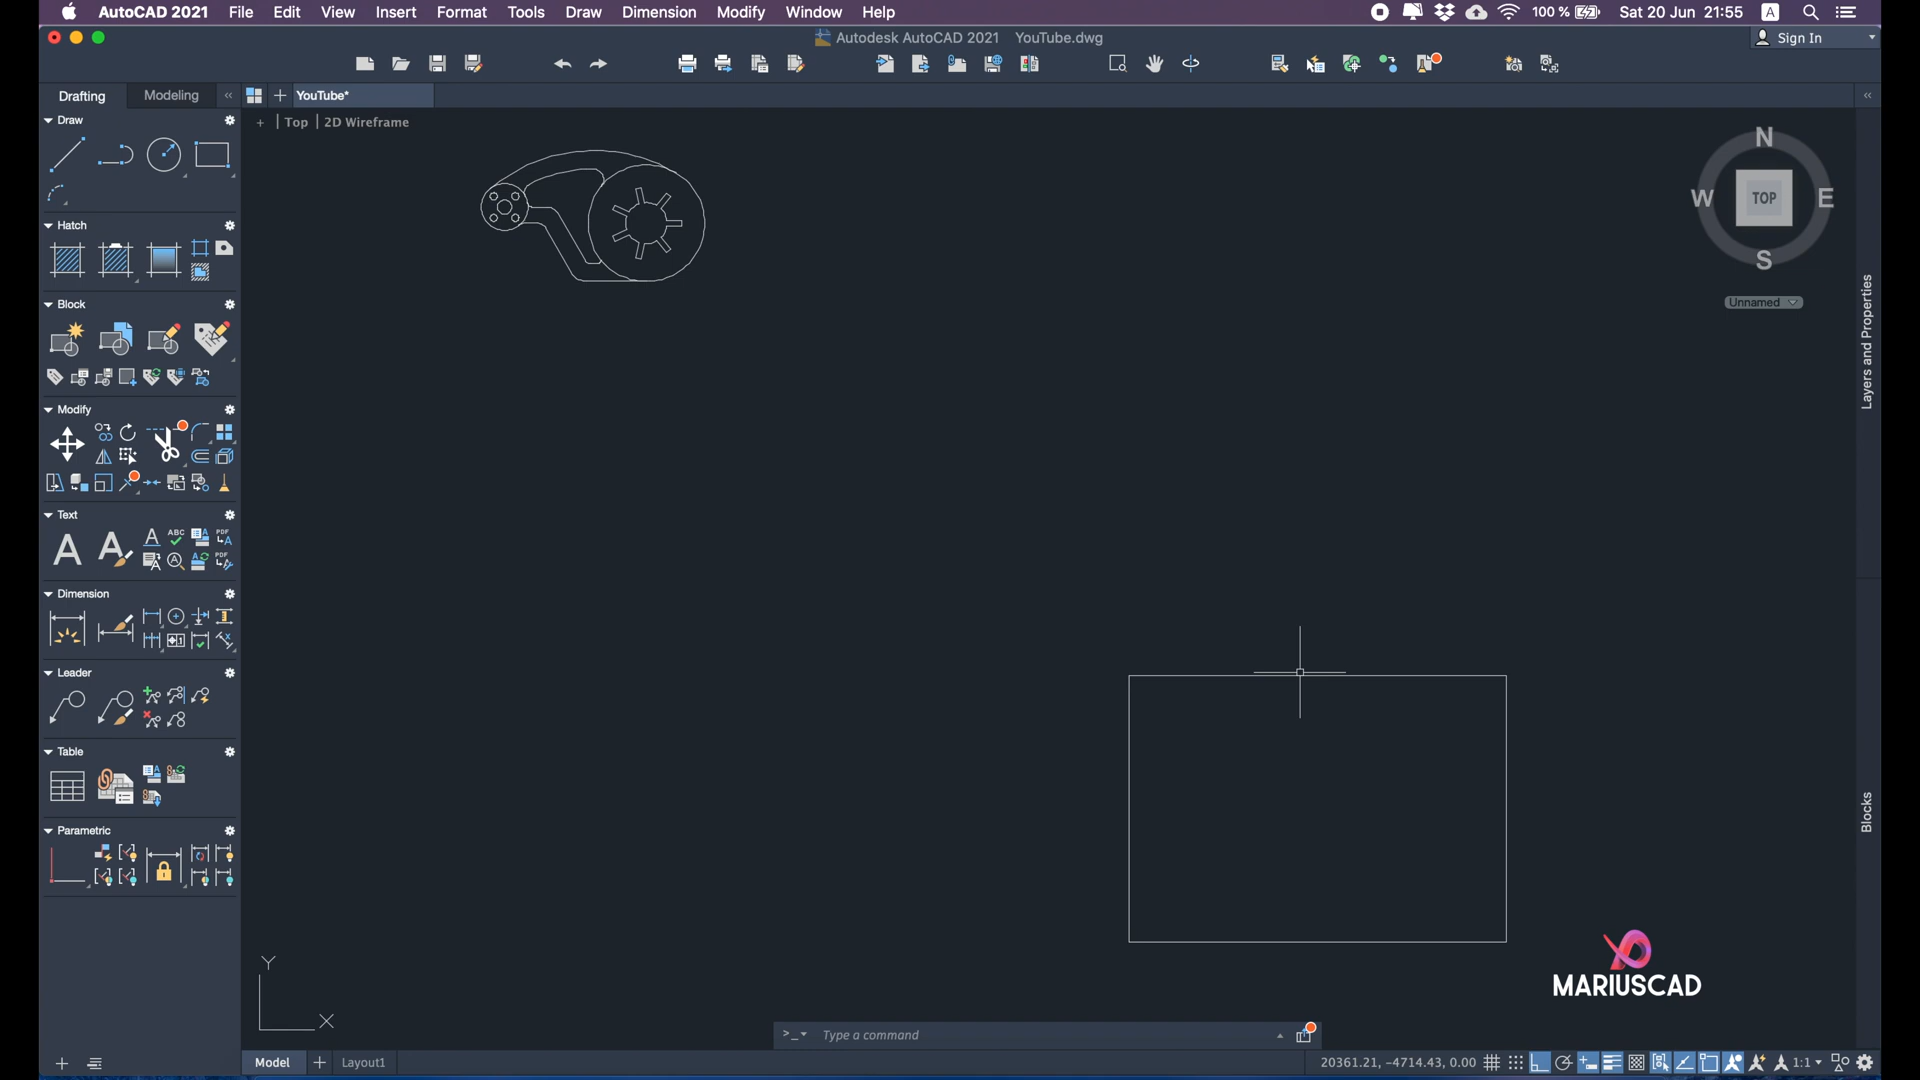 AutoCAD 2021 File Edit View Insert Format Tools Draw Dimension Modify Window Help 100 % Sat 20 Jun 21:55 A
Autodesk AutoCAD 2021 YouTube.dwg Sign In
Drafting Modeling YouTube*
+ Top 2D Wireframe
Draw
Hatch
Block
Modify
Text
Dimension
Leader
Table
Parametric
N
W TOP E
S
Unnamed
Layers and Properties
Blocks
Y
X
MARIUSCAD
>_ Type a command
Model + Layout1 20361.21, -4714.43, 0.00 1:1